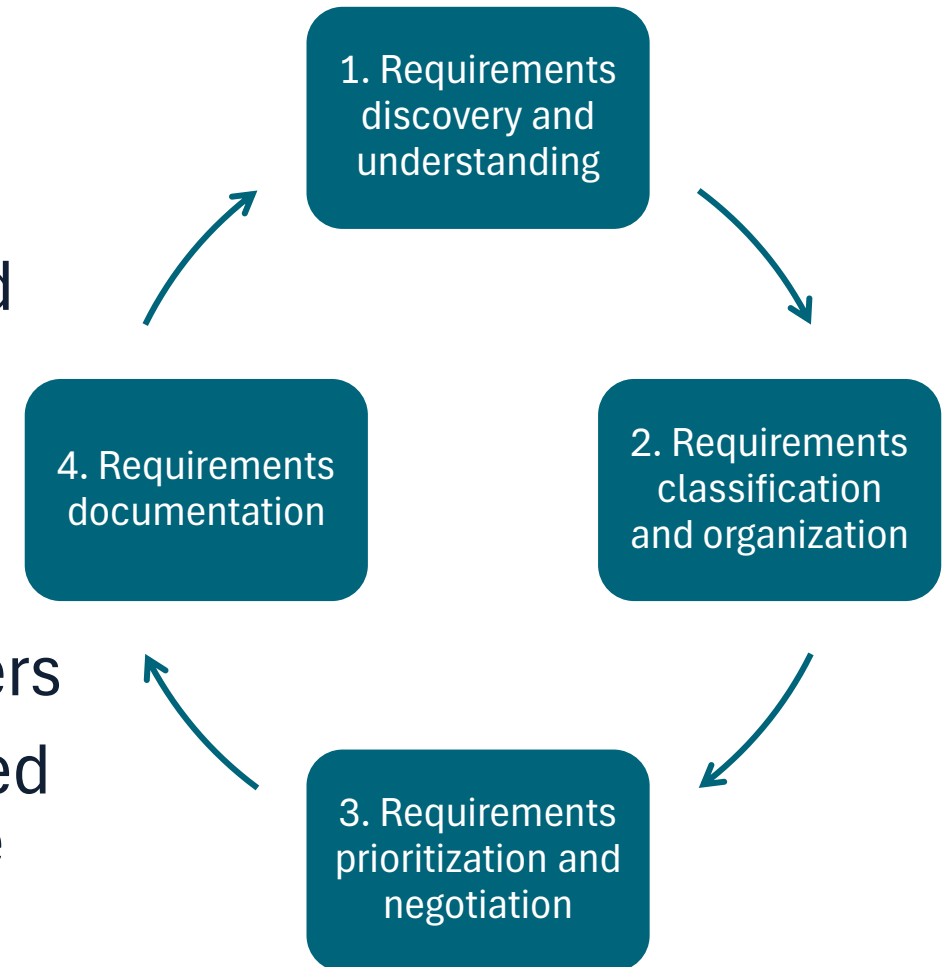 1. Requirements
discovery and
understanding
4. Requirements
documentation
2. Requirements
classification
and organization
3. Requirements
prioritization and
negotiation